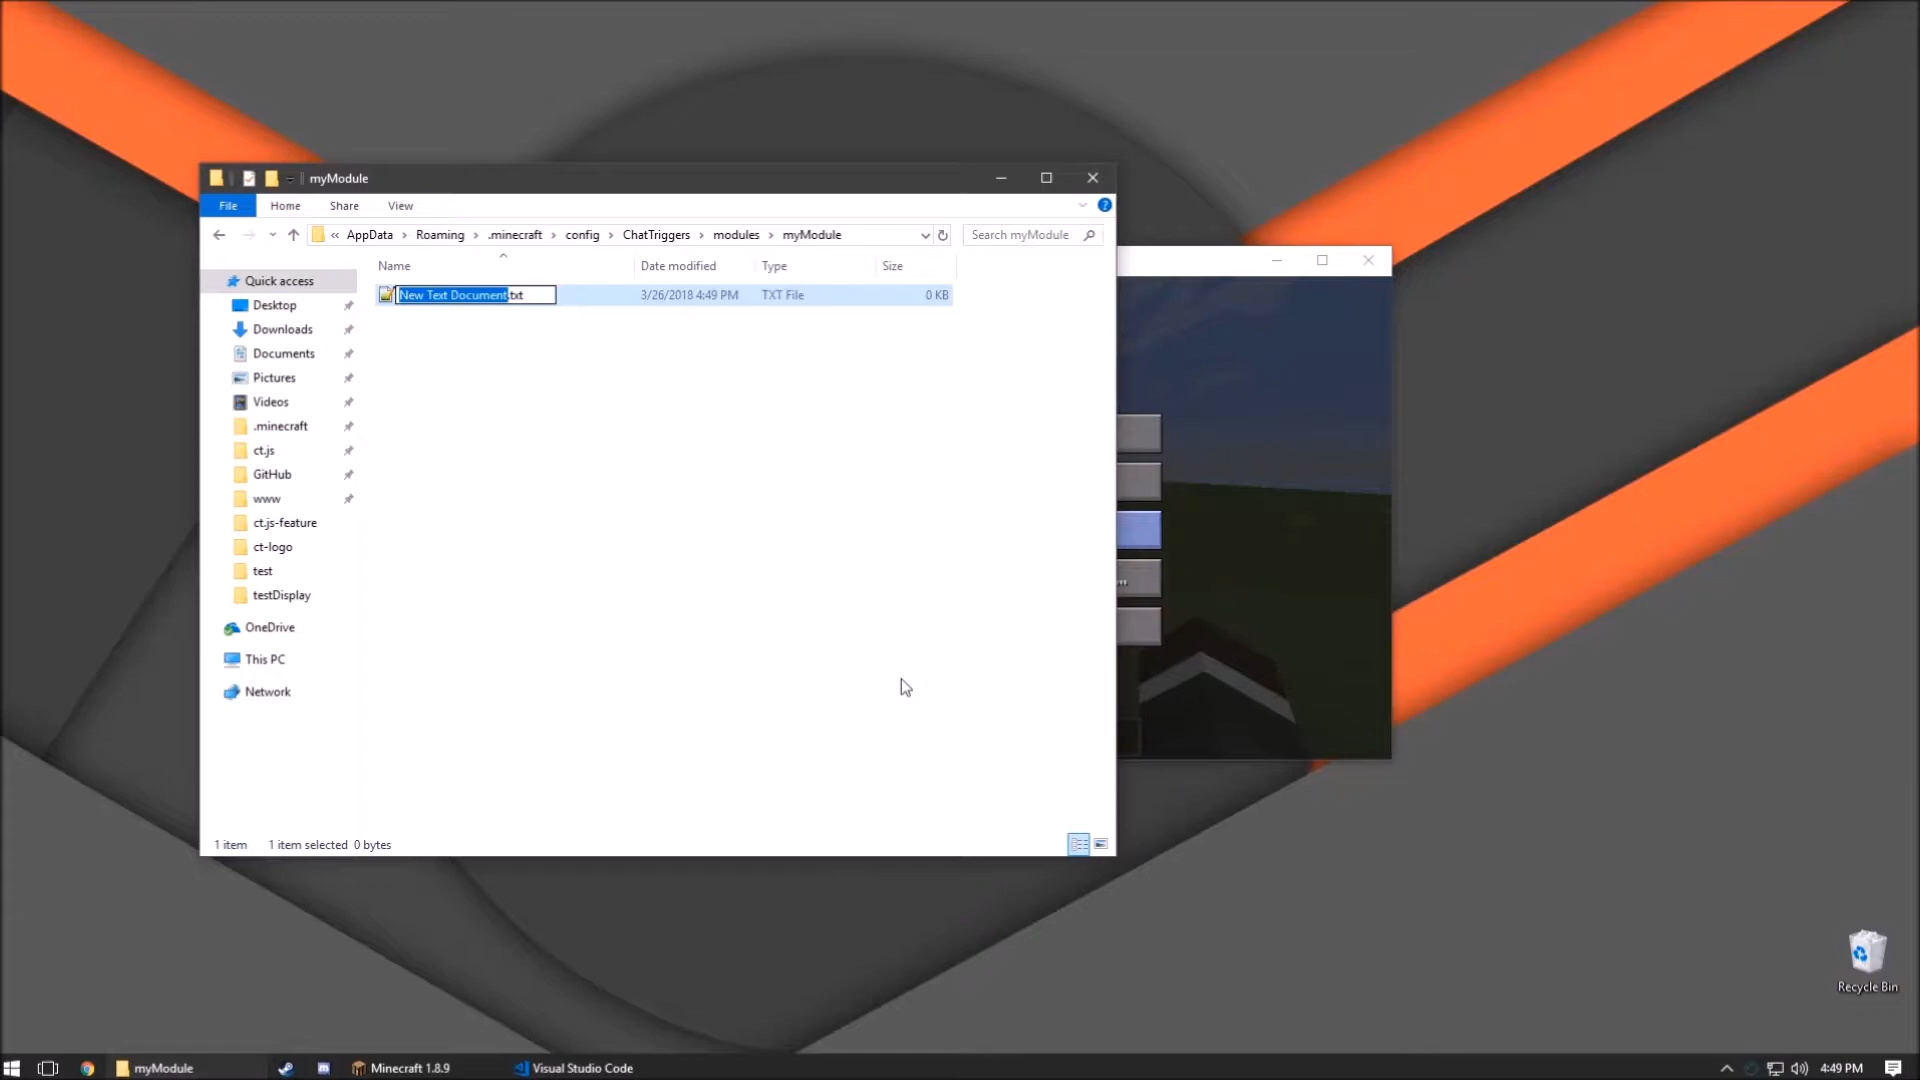 myModule
File Home Share View
« AppData › Roaming › .minecraft › config › ChatTriggers › modules › myModule
Search myModule
Name Date modified Type Size
New Text Document.txt 3/26/2018 4:49 PM TXT File 0 KB
Quick access
Desktop
Downloads
Documents
Pictures
Videos
.minecraft
ct.js
GitHub
www
ct.js-feature
ct-logo
test
testDisplay
OneDrive
This PC
Network
...
1 item 1 item selected 0 bytes
Recycle Bin
myModule Minecraft 1.8.9 Visual Studio Code 4:49 PM